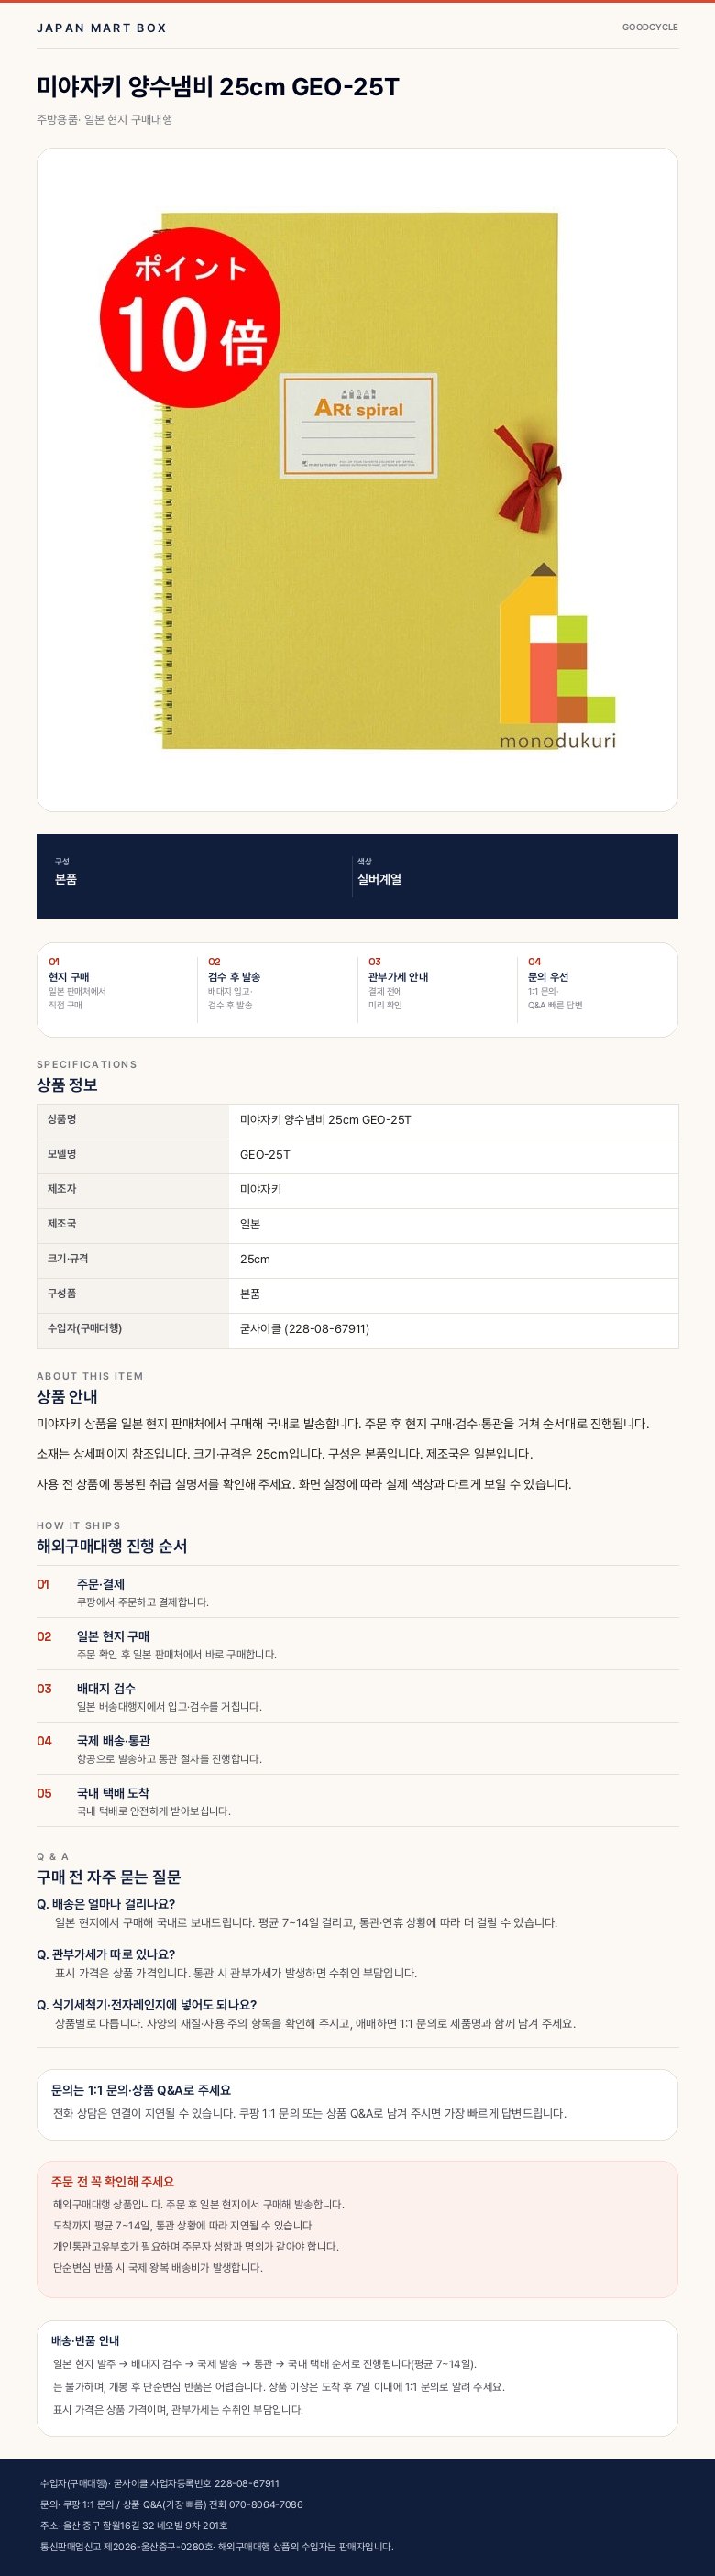 JAPAN MART BOX
GOODCYCLE
미야자키 양수냄비 25cm GEO-25T
주방용품· 일본 현지 구매대행
ポイント
10倍
ARt spiral
monodukuri
구성
본품
색상
실버계열
01
현지 구매
일본 판매처에서
직접 구매
02
검수 후 발송
배대지 입고·
검수 후 발송
03
관부가세 안내
결제 전에
미리 확인
04
문의 우선
1:1 문의·
Q&A 빠른 답변
SPECIFICATIONS
상품 정보
상품명 미야자키 양수냄비 25cm GEO-25T
모델명 GEO-25T
제조자 미야자키
제조국 일본
크기·규격 25cm
구성품 본품
수입자(구매대행) 굳사이클 (228-08-67911)
ABOUT THIS ITEM
상품 안내
미야자키 상품을 일본 현지 판매처에서 구매해 국내로 발송합니다. 주문 후 현지 구매·검수·통관을 거쳐 순서대로 진행됩니다.
소재는 상세페이지 참조입니다. 크기·규격은 25cm입니다. 구성은 본품입니다. 제조국은 일본입니다.
사용 전 상품에 동봉된 취급 설명서를 확인해 주세요. 화면 설정에 따라 실제 색상과 다르게 보일 수 있습니다.
HOW IT SHIPS
해외구매대행 진행 순서
01 주문·결제
쿠팡에서 주문하고 결제합니다.
02 일본 현지 구매
주문 확인 후 일본 판매처에서 바로 구매합니다.
03 배대지 검수
일본 배송대행지에서 입고·검수를 거칩니다.
04 국제 배송·통관
항공으로 발송하고 통관 절차를 진행합니다.
05 국내 택배 도착
국내 택배로 안전하게 받아보십니다.
Q & A
구매 전 자주 묻는 질문
Q. 배송은 얼마나 걸리나요?
일본 현지에서 구매해 국내로 보내드립니다. 평균 7~14일 걸리고, 통관·연휴 상황에 따라 더 걸릴 수 있습니다.
Q. 관부가세가 따로 있나요?
표시 가격은 상품 가격입니다. 통관 시 관부가세가 발생하면 수취인 부담입니다.
Q. 식기세척기·전자레인지에 넣어도 되나요?
상품별로 다릅니다. 사양의 재질·사용 주의 항목을 확인해 주시고, 애매하면 1:1 문의로 제품명과 함께 남겨 주세요.
문의는 1:1 문의·상품 Q&A로 주세요
전화 상담은 연결이 지연될 수 있습니다. 쿠팡 1:1 문의 또는 상품 Q&A로 남겨 주시면 가장 빠르게 답변드립니다.
주문 전 꼭 확인해 주세요
해외구매대행 상품입니다. 주문 후 일본 현지에서 구매해 발송합니다.
도착까지 평균 7~14일, 통관 상황에 따라 지연될 수 있습니다.
개인통관고유부호가 필요하며 주문자 성함과 명의가 같아야 합니다.
단순변심 반품 시 국제 왕복 배송비가 발생합니다.
배송·반품 안내
일본 현지 발주 → 배대지 검수 → 국제 발송 → 통관 → 국내 택배 순서로 진행됩니다(평균 7~14일).
는 불가하며, 개봉 후 단순변심 반품은 어렵습니다. 상품 이상은 도착 후 7일 이내에 1:1 문의로 알려 주세요.
표시 가격은 상품 가격이며, 관부가세는 수취인 부담입니다.
수입자(구매대행)· 굳사이클 사업자등록번호 228-08-67911
문의· 쿠팡 1:1 문의 / 상품 Q&A(가장 빠름) 전화 070-8064-7086
주소· 울산 중구 함월16길 32 네오빌 9차 201호
통신판매업신고 제2026-울산중구-0280호· 해외구매대행 상품의 수입자는 판매자입니다.